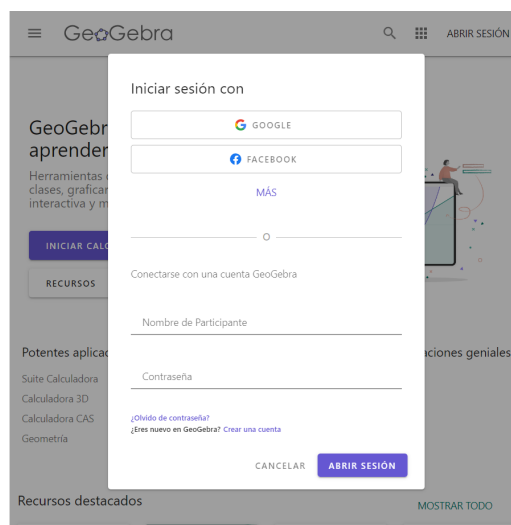 GeoGebra
ABRIR SESIÓN
Iniciar sesión con
GOOGLE
FACEBOOK
MÁS
O
Conectarse con una cuenta GeoGebra
Nombre de Participante
Contraseña
¿Olvido de contraseña?
¿Eres nuevo en GeoGebra? Crear una cuenta
CANCELAR ABRIR SESIÓN
GeoGebr
aprender
Herramientas
clases, graficar
interactiva y m
INICIAR CALC
RECURSOS
Potentes aplicac
aciones geniales
Suite Calculadora
Calculadora 3D
Calculadora CAS
Geometría
Recursos destacados
MOSTRAR TODO